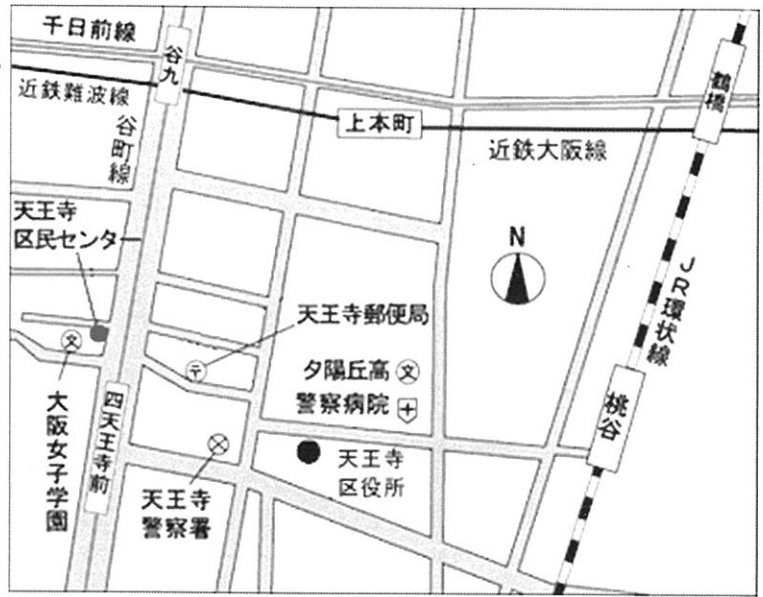 千日前線
谷九
鶴橋
近鉄難波線
上本町
谷町線
近鉄大阪線
天王寺
区民センター
N
JR環状線
天王寺郵便局
文
〒
夕陽丘高 文
警察病院
桃谷
四天王寺前
大阪女子学園
天王寺
区役所
天王寺
警察署